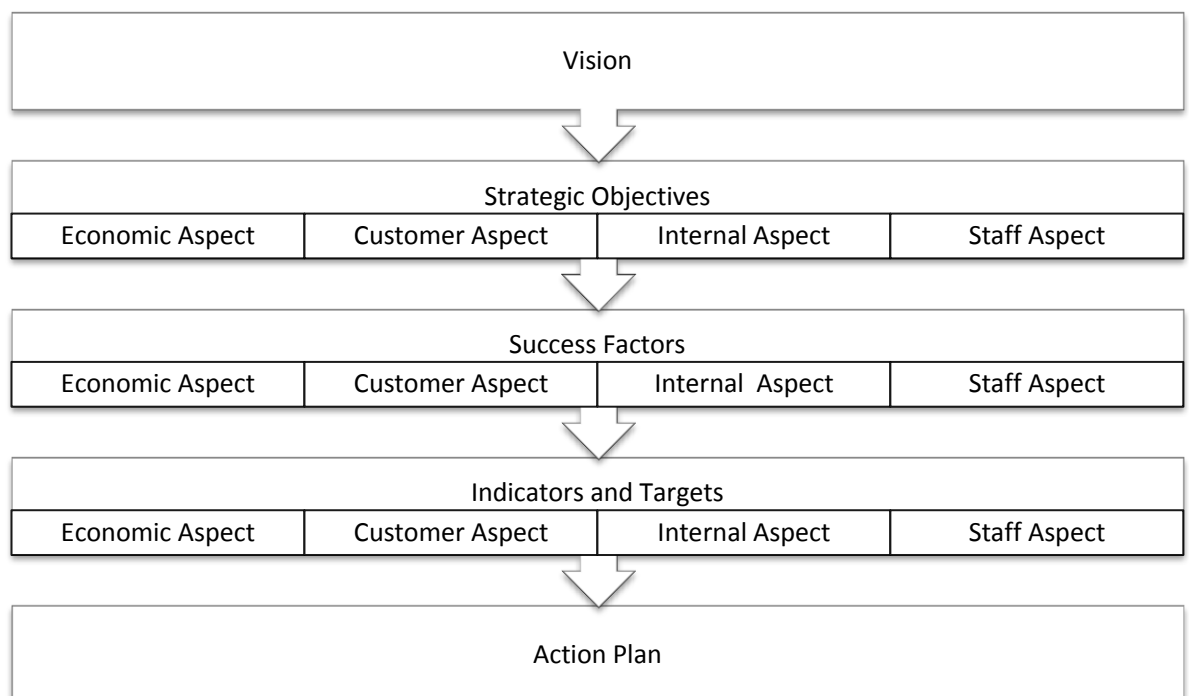 Vision
Strategic Objectives
Economic Aspect Customer Aspect Internal Aspect Staff Aspect
Success Factors
Economic Aspect Customer Aspect Internal Aspect Staff Aspect
Indicators and Targets
Economic Aspect Customer Aspect Internal Aspect Staff Aspect
Action Plan